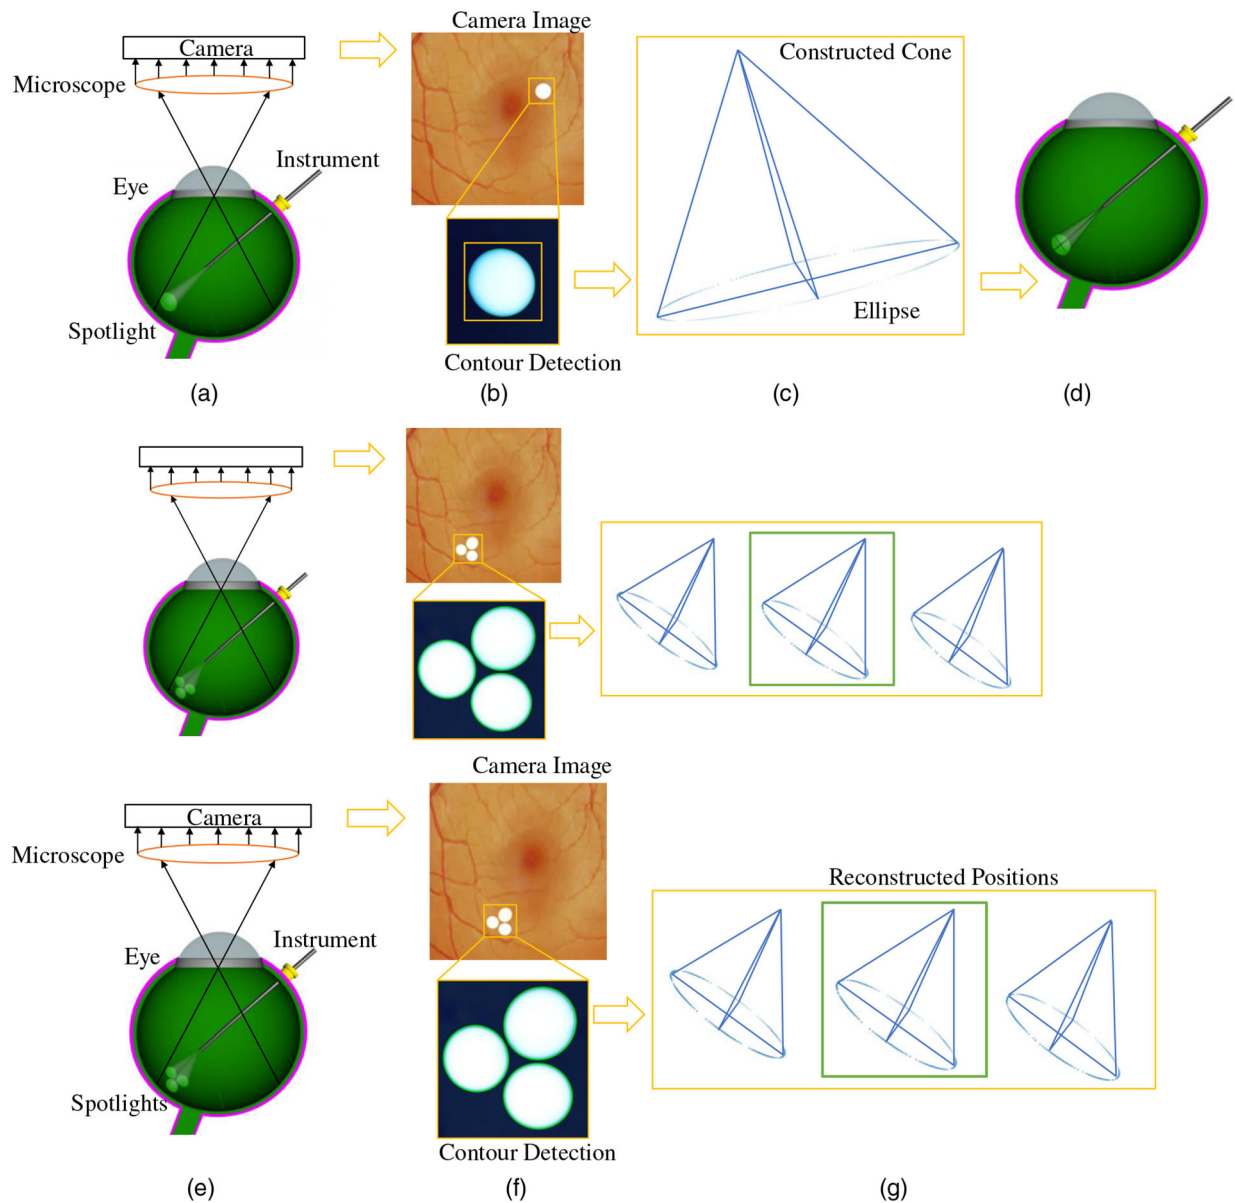 Camera Image
Camera
Constructed Cone
Microscope
Instrument
Eye
Ellipse
Spotlight
Contour Detection
(a)
(b)
(c)
(d)
Camera Image
Camera
Microscope
Reconstructed Positions
Instrument
Eye
Spotlights
Contour Detection
(e)
(f)
(g)